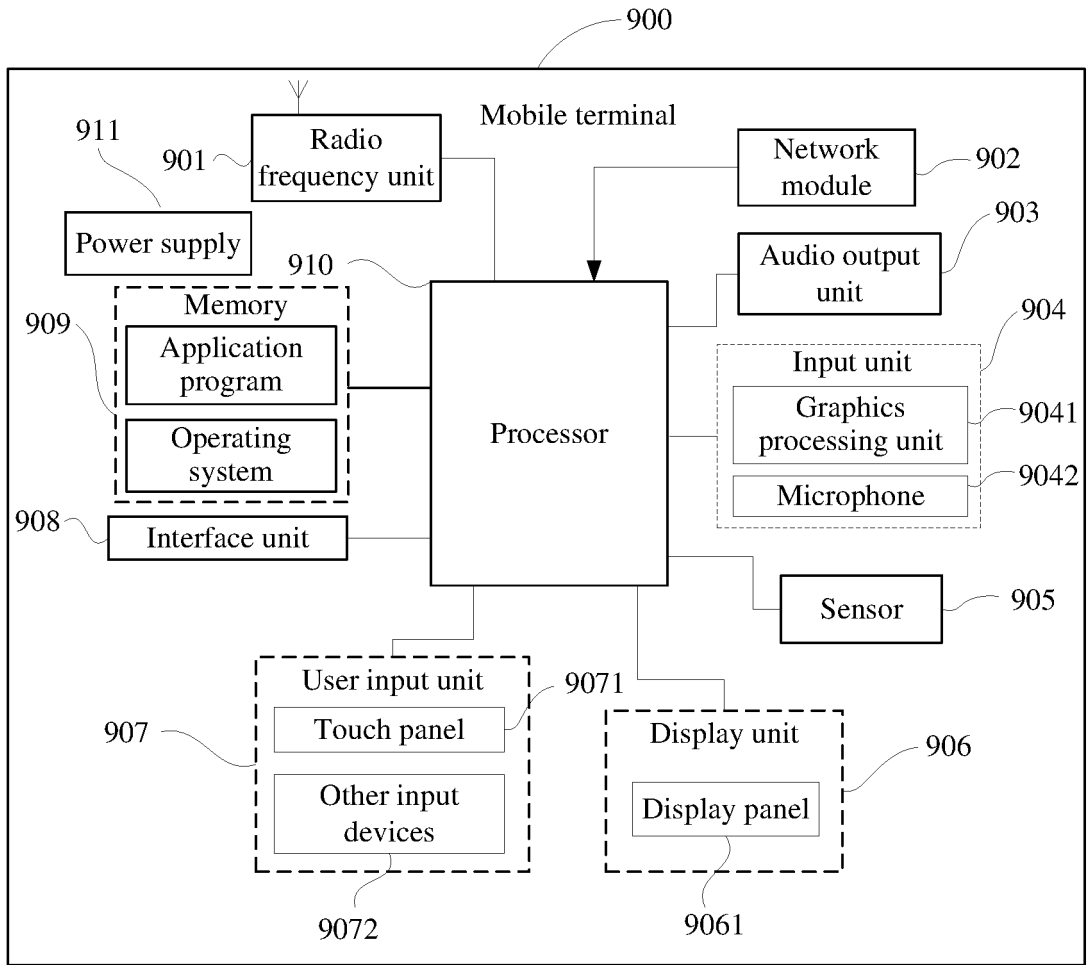 900
Mobile terminal
911
901
Radio
frequency unit
Network
module
902
Power supply
910
903
Audio output
unit
Memory
909
Application
program
Operating
system
904
Input unit
Graphics
processing unit
9041
9042
Microphone
Processor
908
Interface unit
Sensor
905
User input unit
9071
907
Touch panel
Other input
devices
9072
Display unit
906
Display panel
9061